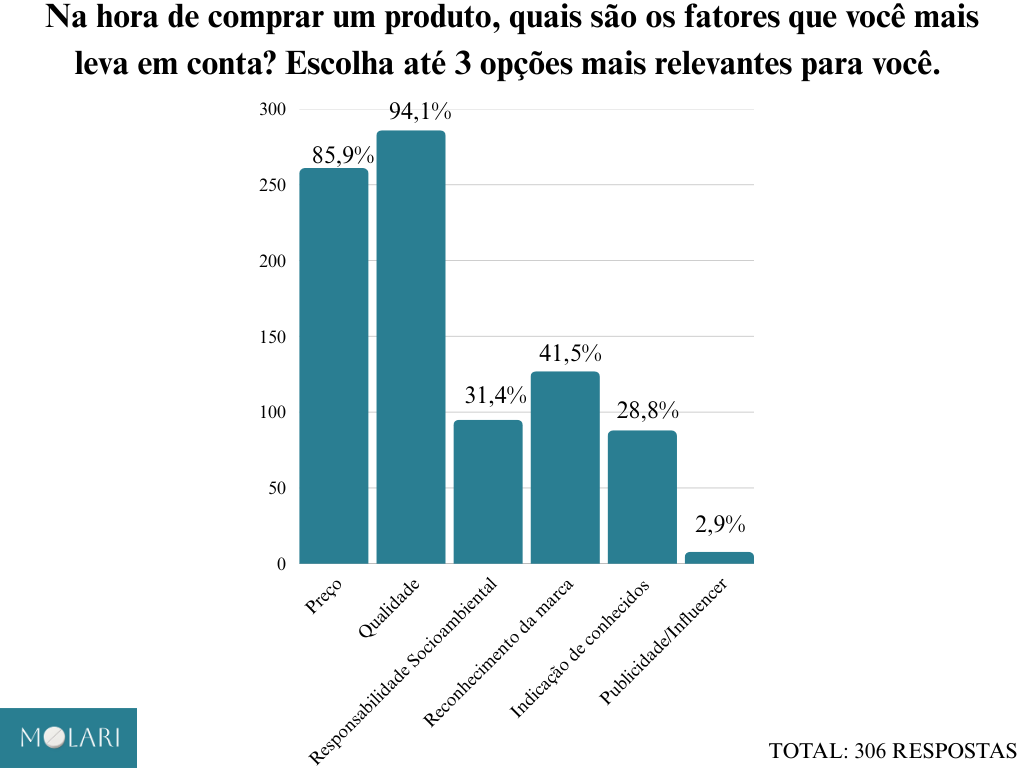 Na hora de comprar um produto, quais são os fatores que você mais
leva em conta? Escolha até 3 opções mais relevantes para você.
300
250
200
150
100
50
0
85,9%
94,1%
31,4%
41,5%
28,8%
2,9%
Preço
Qualidade
Responsabilidade Socioambiental
Reconhecimento da marca
Indicação de conhecidos
Publicidade/Influencer
MOLARI
TOTAL: 306 RESPOSTAS